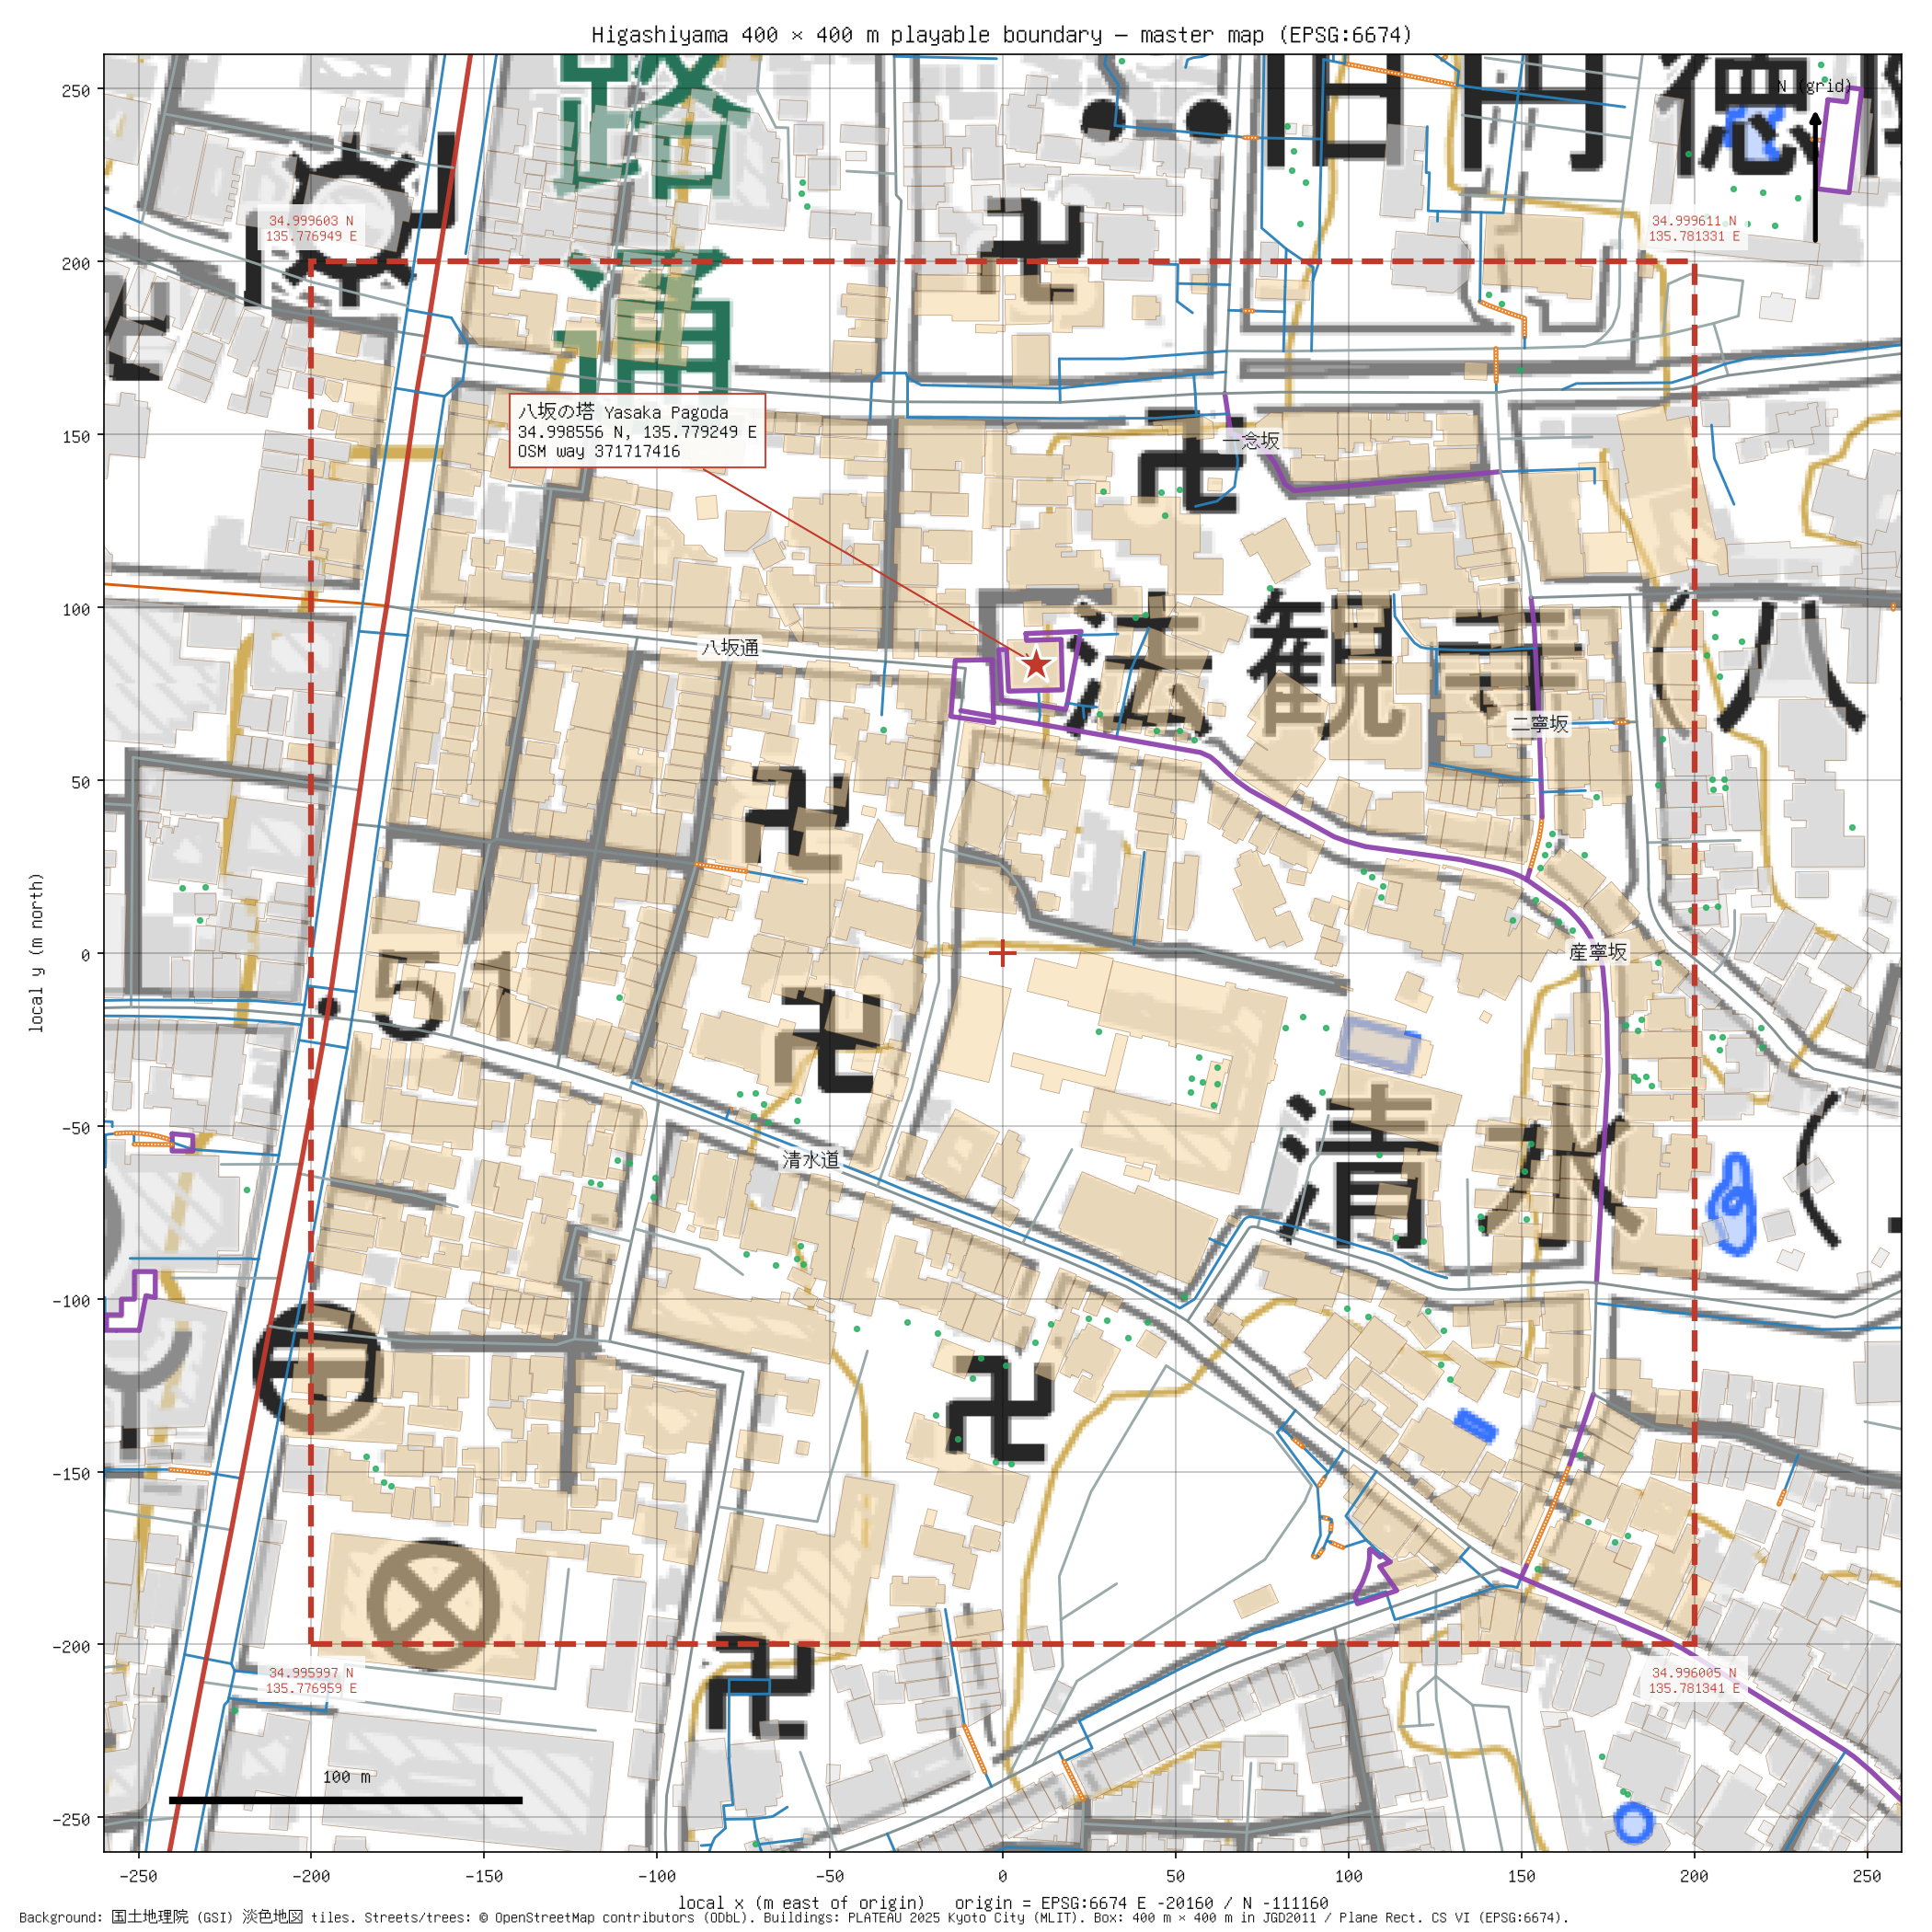 Higashiyama 400 × 400 m playable boundary — master map (EPSG:6674)
N (grid)
34.999603 N
135.776949 E
34.999611 N
135.781331 E
路
通
八坂の塔 Yasaka Pagoda
34.998556 N, 135.779249 E
OSM way 371717416
一念坂
八坂通
法観寺
(八
二寧坂
産寧坂
51
清水道
清水(
34.995997 N
135.776959 E
34.996005 N
135.781341 E
100 m
250
200
150
100
50
0
-50
-100
-150
-200
-250
local y (m north)
-250 -200 -150 -100 -50 0 50 100 150 200 250
local x (m east of origin) origin = EPSG:6674 E -20160 / N -111160
Background: 国土地理院 (GSI) 淡色地図 tiles. Streets/trees: © OpenStreetMap contributors (ODbL). Buildings: PLATEAU 2025 Kyoto City (MLIT). Box: 400 m × 400 m in JGD2011 / Plane Rect. CS VI (EPSG:6674).